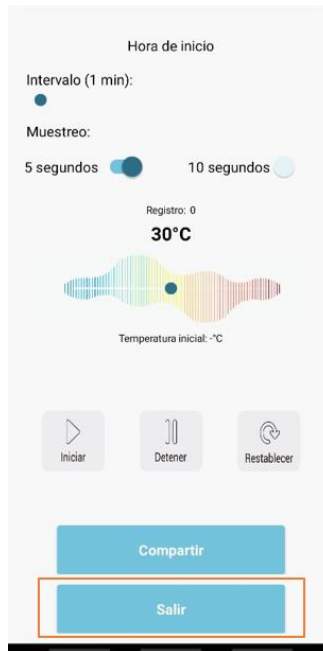 Hora de inicio
Intervalo (1 min):
Muestreo:
5 segundos 10 segundos
Registro: 0
30°C
Temperatura inicial: -°C
Iniciar Detener Restablecer
Compartir
Salir